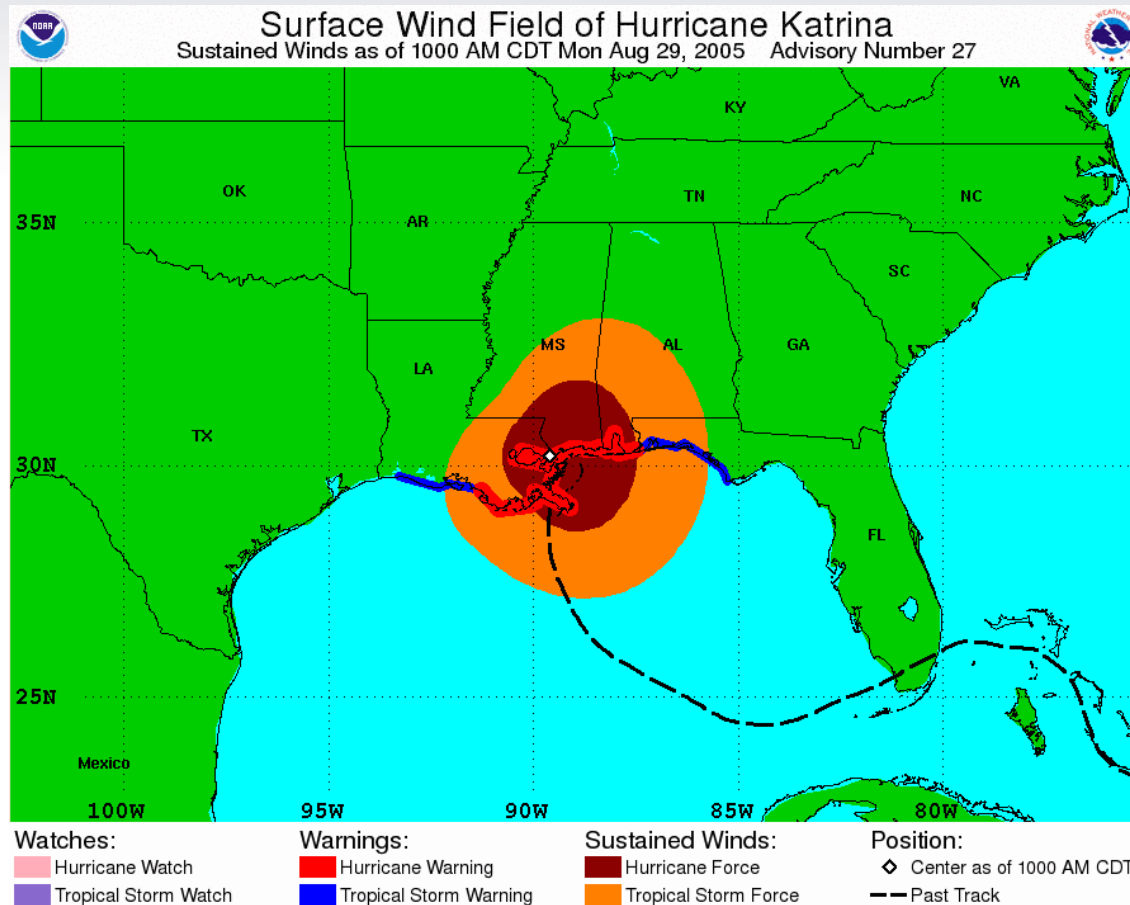 Surface Wind Field of Hurricane Katrina
Sustained Winds as of 1000 AM CDT Mon Aug 29, 2005 Advisory Number 27
NOAA
NATIONAL WEATHER
VA
KY
OK
TN
NC
AR
35N
SC
MS
AL
GA
LA
TX
30N
FL
25N
Mexico
100W 95W 90W 85W 80W
Watches: Warnings: Sustained Winds: Position:
Hurricane Watch Hurricane Warning Hurricane Force Center as of 1000 AM CDT
Tropical Storm Watch Tropical Storm Warning Tropical Storm Force Past Track